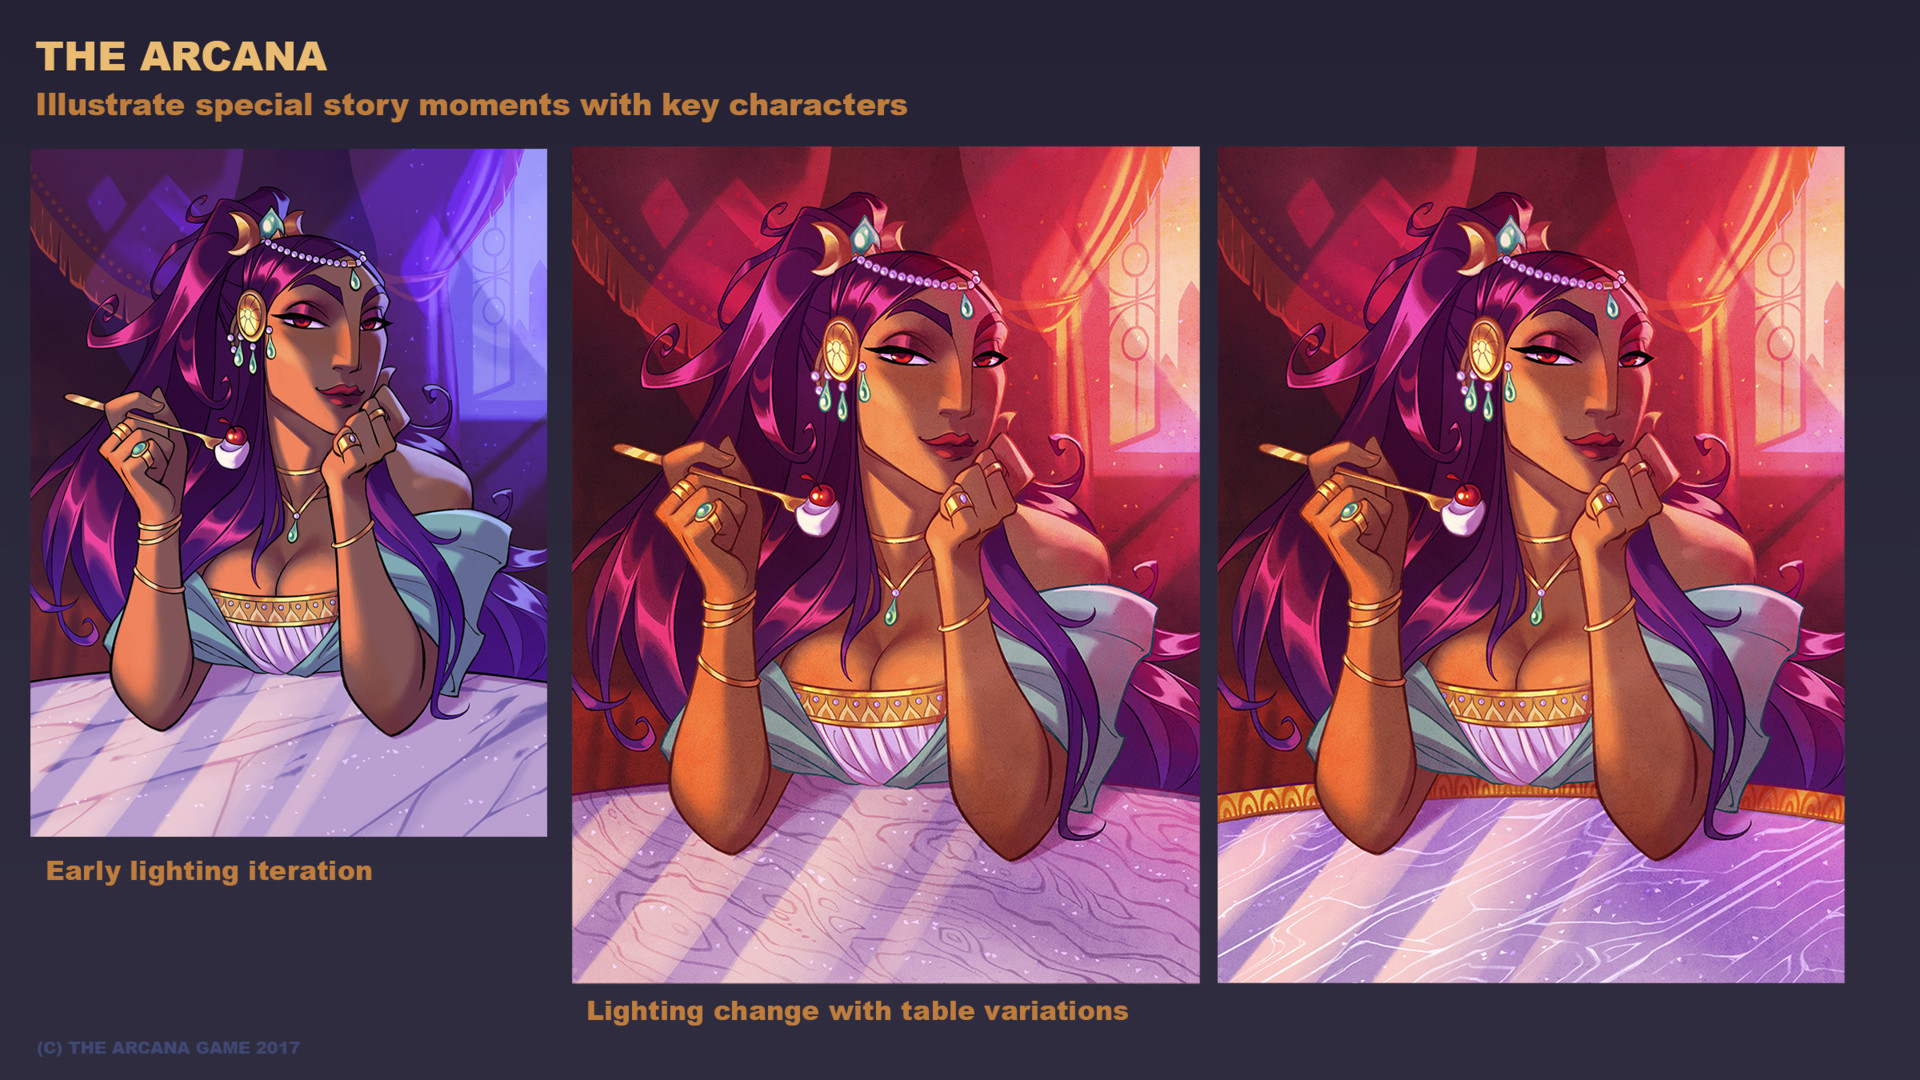 THE ARCANA
Illustrate special story moments with key characters
Early lighting iteration
Lighting change with table variations
(C) THE ARCANA GAME 2017